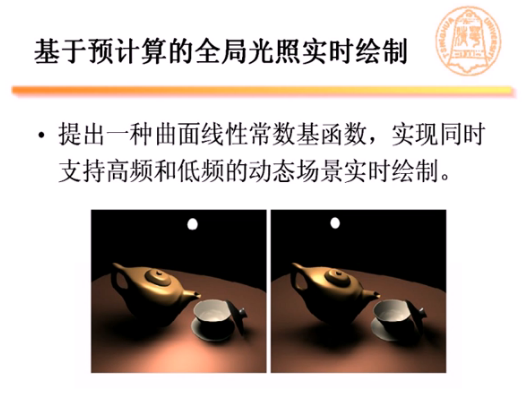 基于预计算的全局光照实时绘制
• 提出一种曲面线性常数基函数，实现同时
支持高频和低频的动态场景实时绘制。